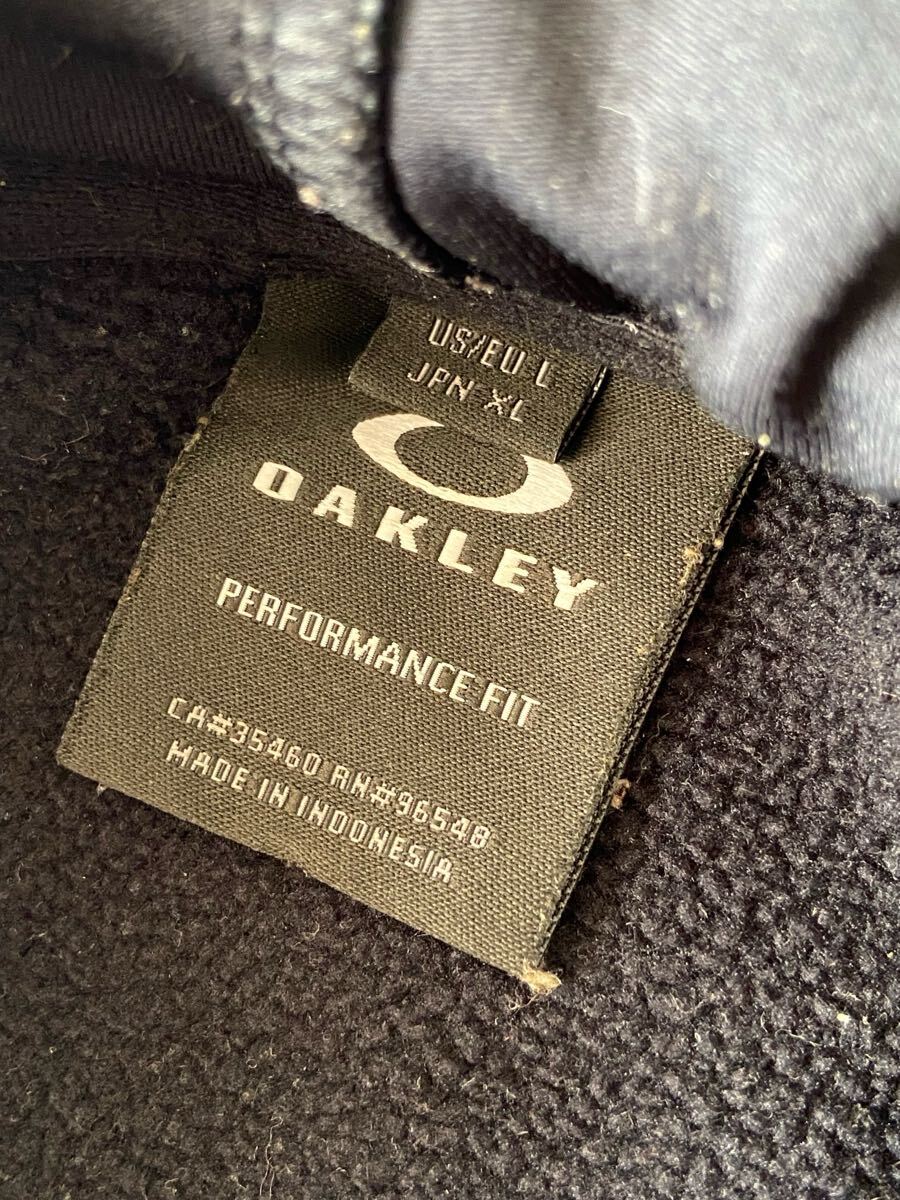 US/EU L
JPN XL
OAKLEY
PERFORMANCE FIT
CA#35460 RN#96548
MADE IN INDONESIA